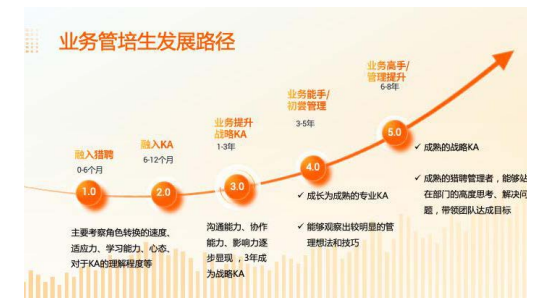 业务管培生发展路径
融入猎聘
0-6个月
1.0
融入KA
6-12个月
2.0
业务提升
战略KA
1-3年
3.0
业务能手/
初尝管理
3-5年
4.0
业务高手/
管理提升
6-8年
5.0
主要考察角色转换的速度、
适应力、学习能力、心态、
对于KA的理解程度等
沟通能力、协作
能力、影响力逐
步显现,3年成
为战略KA
✓ 成长为成熟的专业KA
✓ 能够观察出较明显的管
理想法和技巧
✓ 成熟的战略KA
✓ 成熟的猎聘管理者,能够站
在部门的高度思考、解决问
题,带领团队达成目标